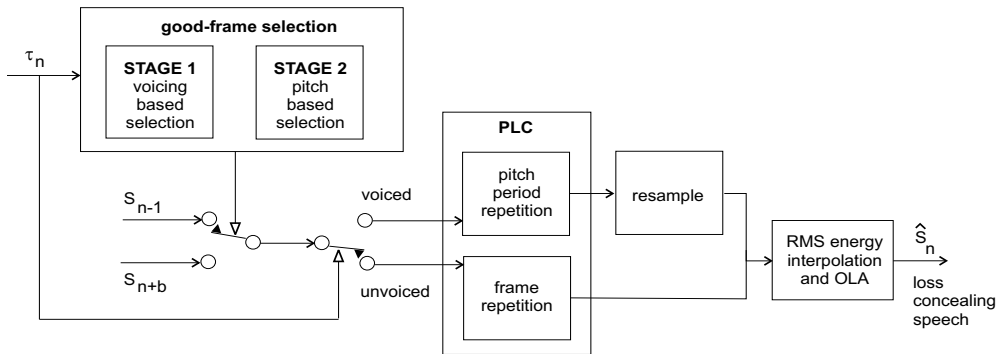 good-frame selection
τn
STAGE 1
voicing
based
selection
STAGE 2
pitch
based
selection
Sn-1
Sn+b
voiced
unvoiced
PLC
pitch
period
repetition
frame
repetition
resample
RMS energy
interpolation
and OLA
Ŝn
loss
concealing
speech